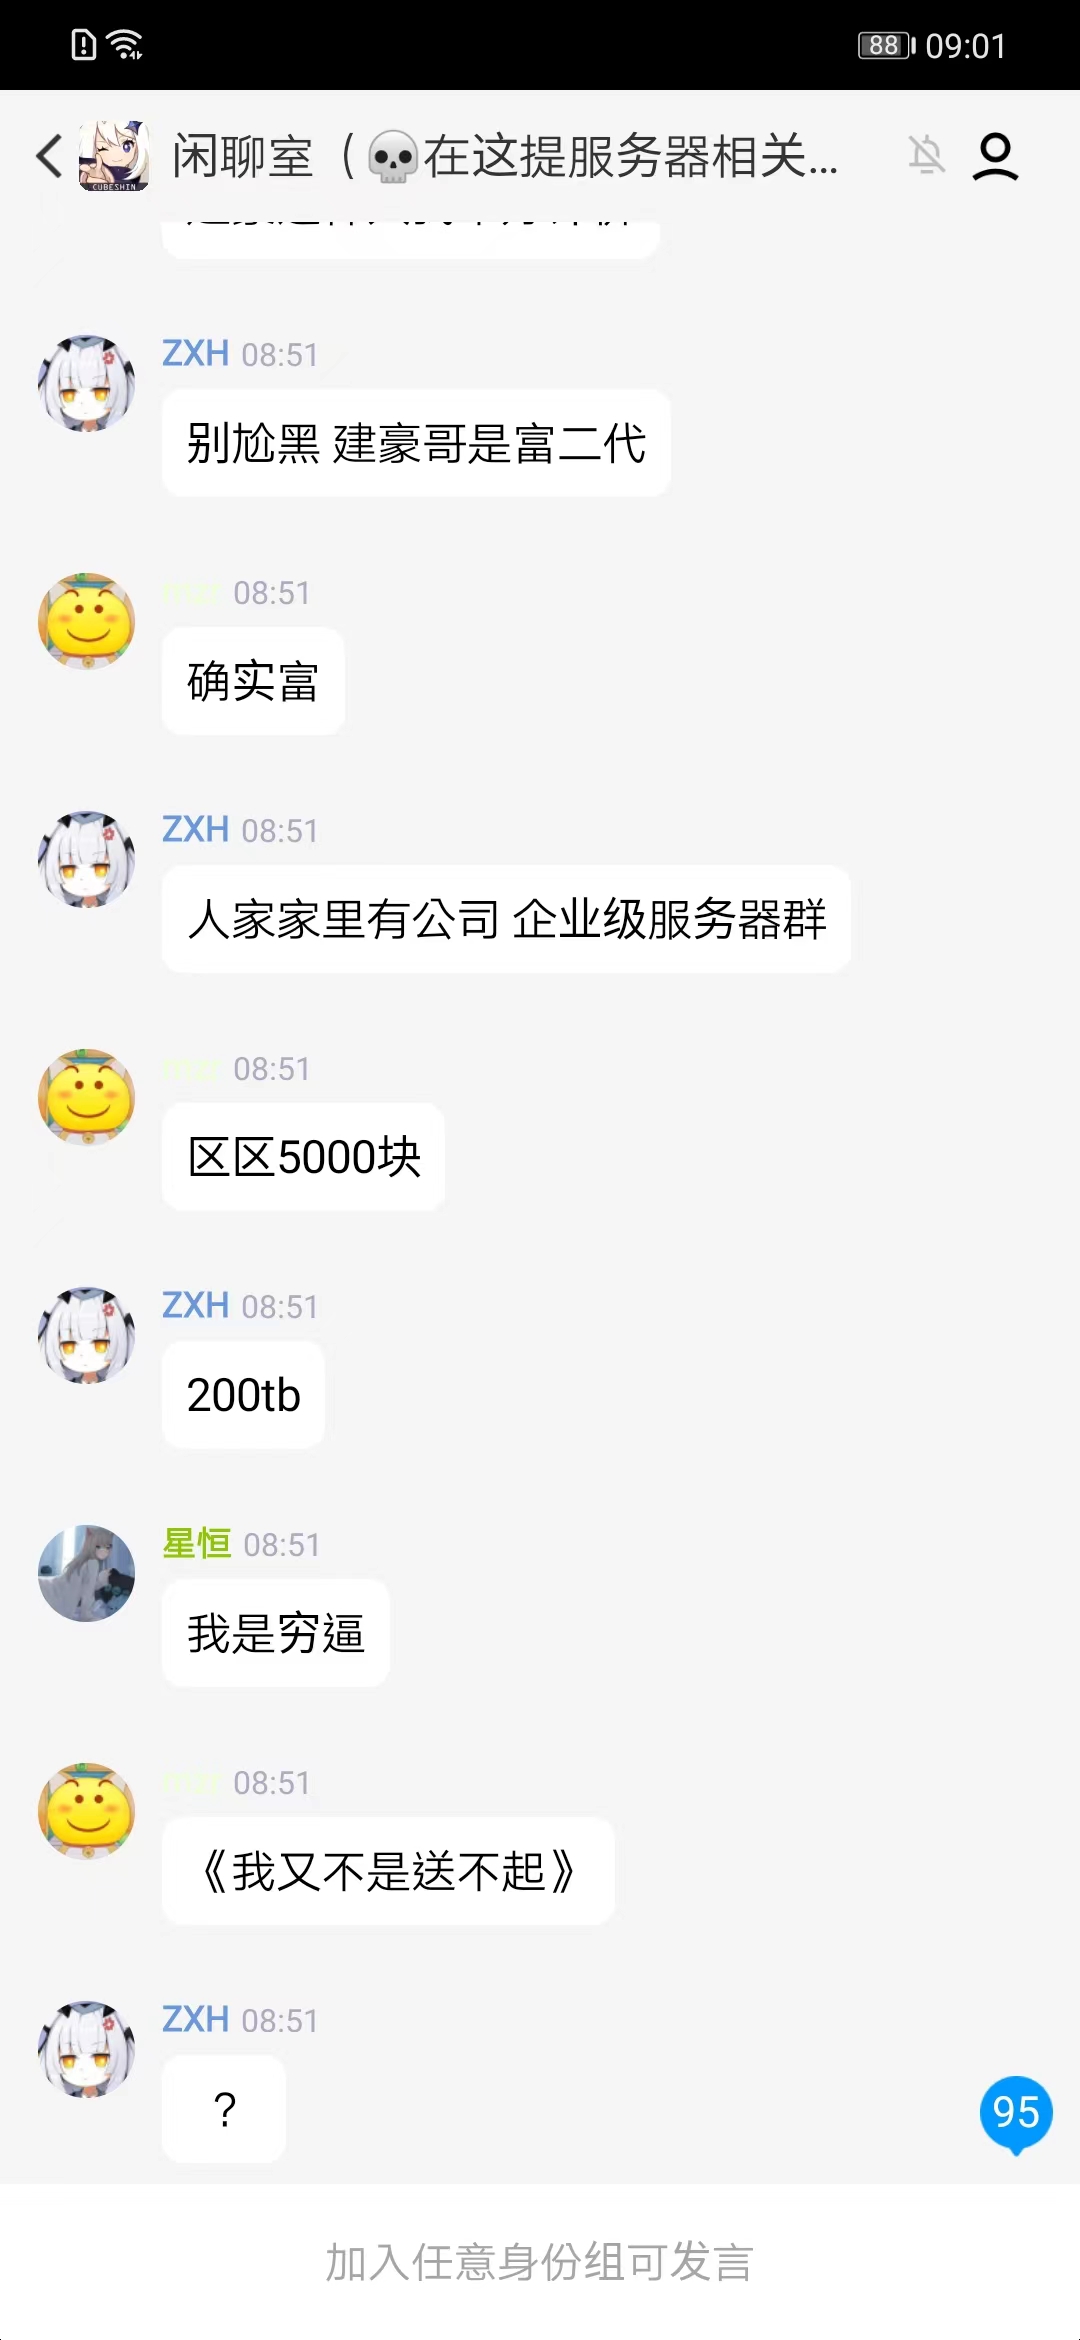 88 09:01
CUBESHIN
闲聊室（💀在这提服务器相关...
ZXH 08:51
别尬黑 建豪哥是富二代
mzr 08:51
确实富
ZXH 08:51
人家家里有公司 企业级服务器群
mzr 08:51
区区5000块
ZXH 08:51
200tb
星恒 08:51
我是穷逼
mzr 08:51
《我又不是送不起》
ZXH 08:51
？
95
加入任意身份组可发言